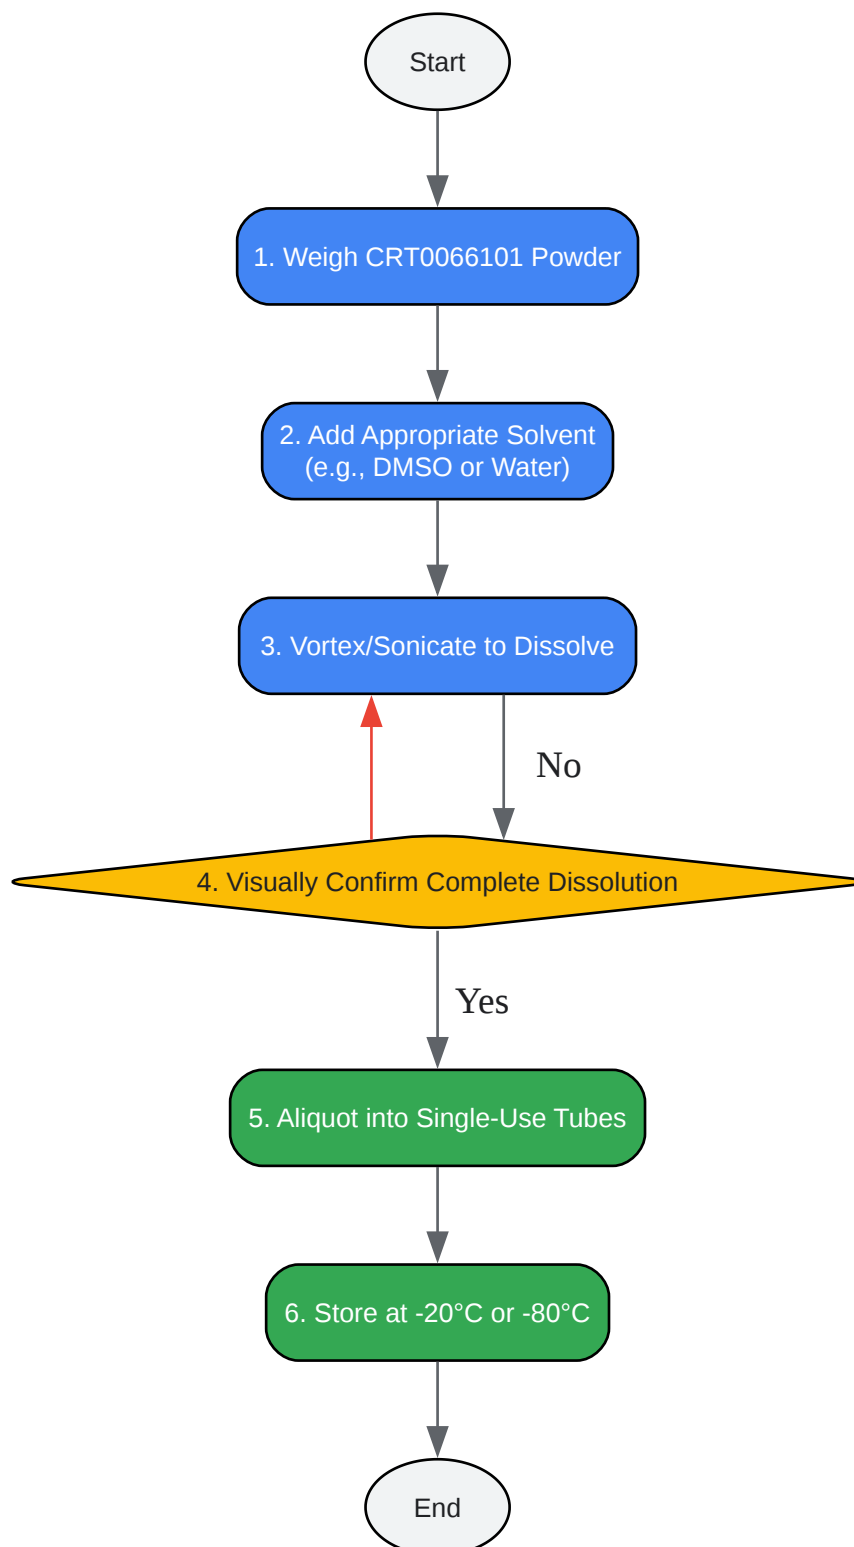 Start
1. Weigh CRT0066101 Powder
2. Add Appropriate Solvent
(e.g., DMSO or Water)
3. Vortex/Sonicate to Dissolve
No
4. Visually Confirm Complete Dissolution
Yes
5. Aliquot into Single-Use Tubes
6. Store at -20°C or -80°C
End